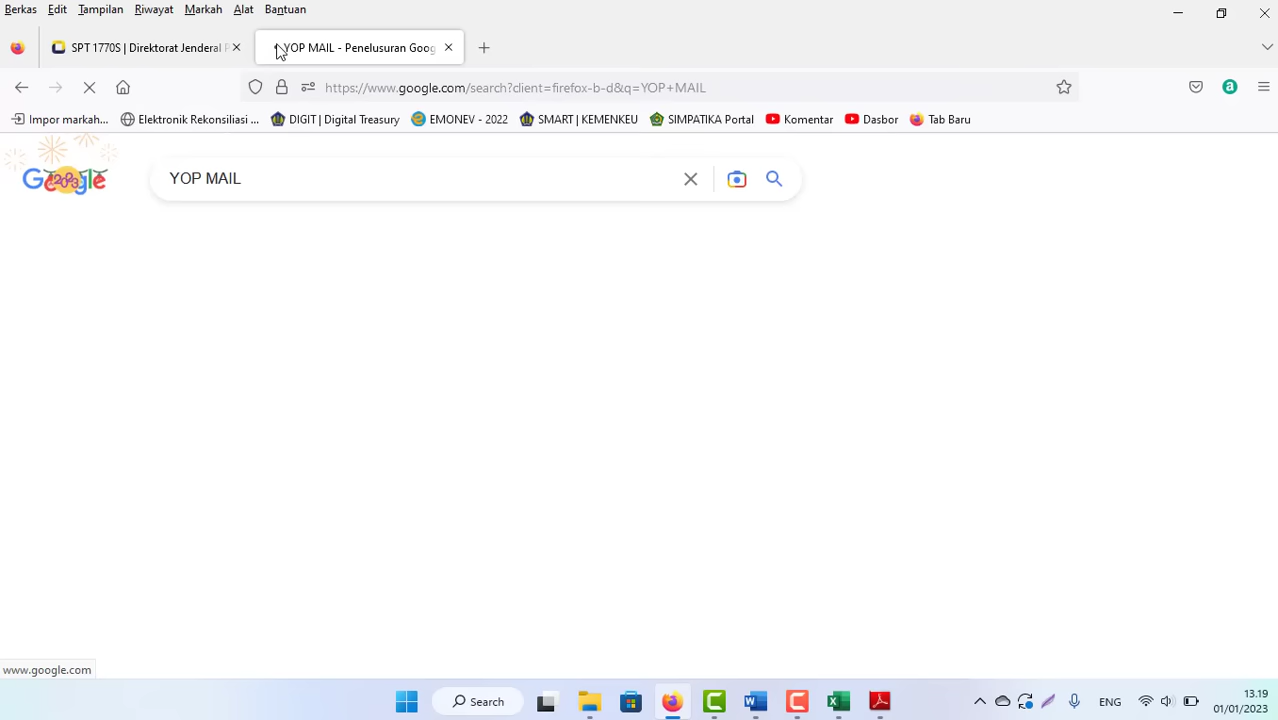 Berkas Edit Tampilan Riwayat Markah Alat Bantuan
SPT 1770S | Direktorat Jenderal P
YOP MAIL - Penelusuran Goog
https://www.google.com/search?client=firefox-b-d&q=YOP+MAIL
Impor markah... Elektronik Rekonsiliasi ... DIGIT | Digital Treasury EMONEV - 2022 SMART | KEMENKEU SIMPATIKA Portal Komentar Dasbor Tab Baru
Google 2023 YOP MAIL
www.google.com
Search ENG 13.19
01/01/2023